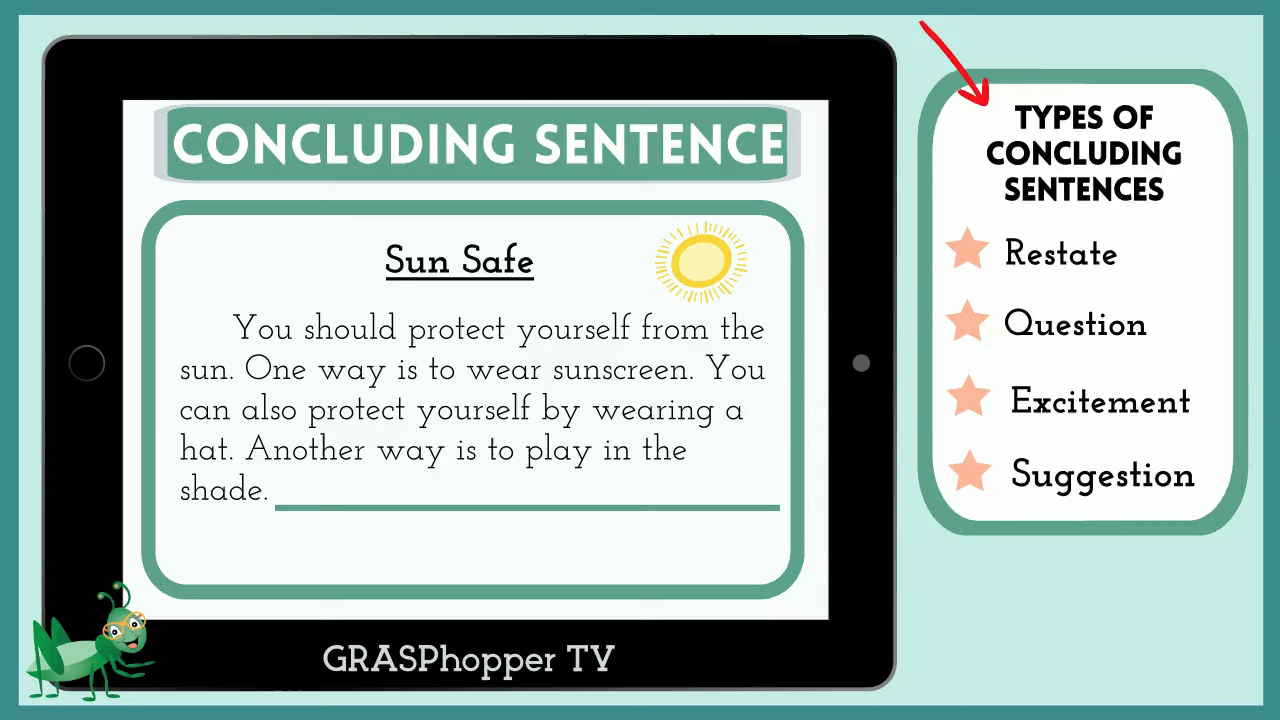 CONCLUDING SENTENCE
Sun Safe
You should protect yourself from the
sun. One way is to wear sunscreen. You
can also protect yourself by wearing a
hat. Another way is to play in the
shade.
GRASPhopper TV
TYPES OF
CONCLUDING
SENTENCES
Restate
Question
Excitement
Suggestion